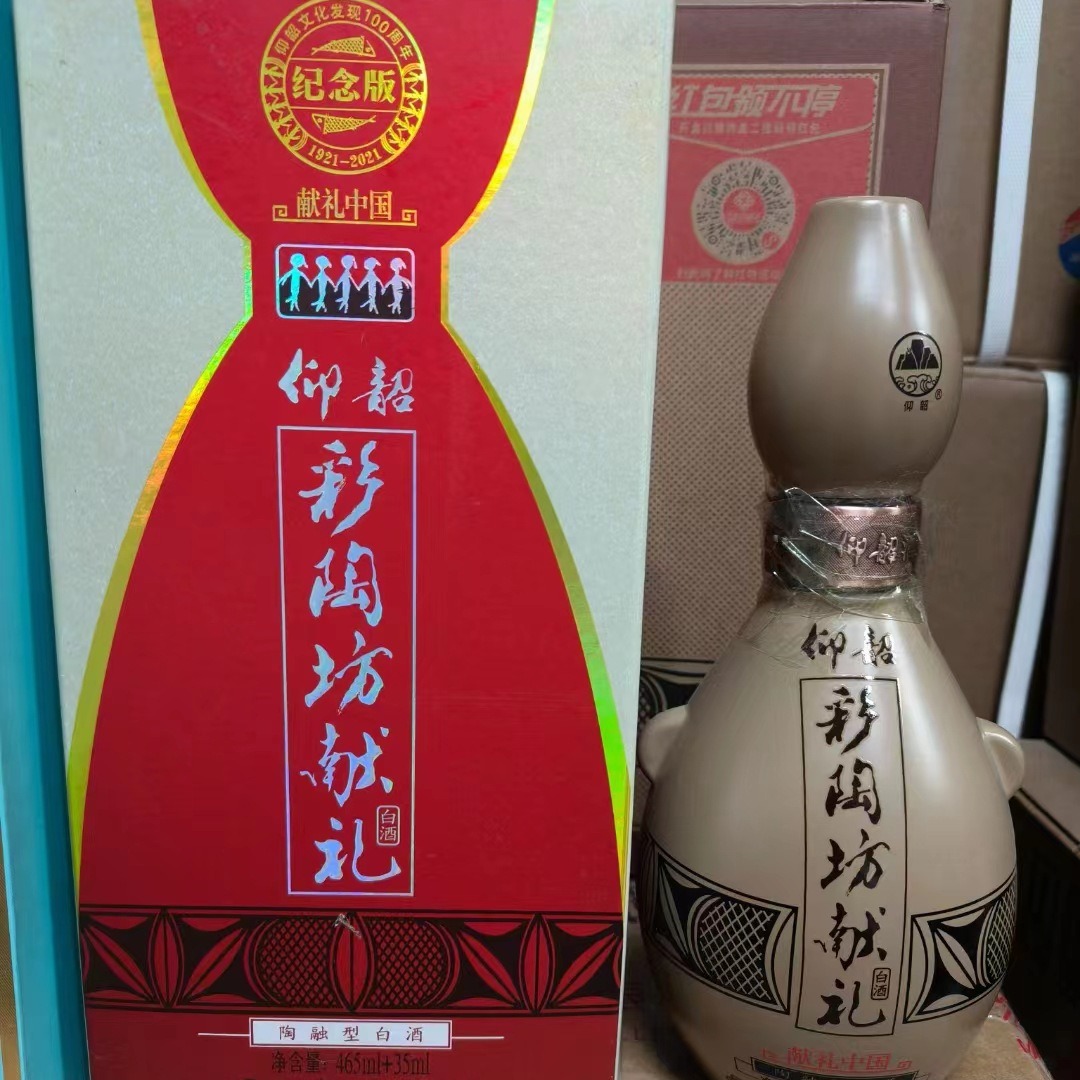 仰韶文化发现100周年
纪念版
1921-2021
献礼中国
仰韶
彩陶坊献礼
白酒
陶融型白酒
净含量：465ml+35ml
红包领不停
仰韶
仰韶
仰韶
彩陶坊献礼
白酒
献礼中国